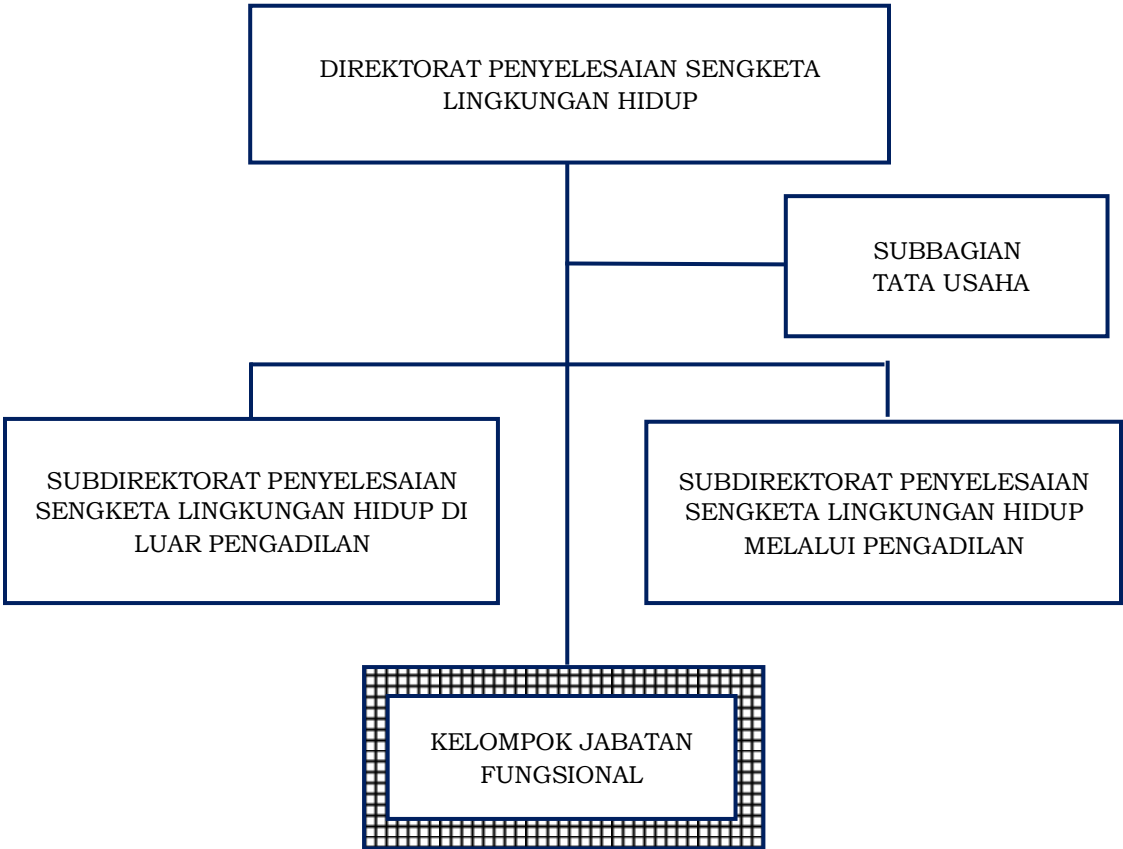 DIREKTORAT PENYELESAIAN SENGKETA
LINGKUNGAN HIDUP
SUBBAGIAN
TATA USAHA
SUBDIREKTORAT PENYELESAIAN
SENGKETA LINGKUNGAN HIDUP DI
LUAR PENGADILAN
SUBDIREKTORAT PENYELESAIAN
SENGKETA LINGKUNGAN HIDUP
MELALUI PENGADILAN
KELOMPOK JABATAN
FUNGSIONAL